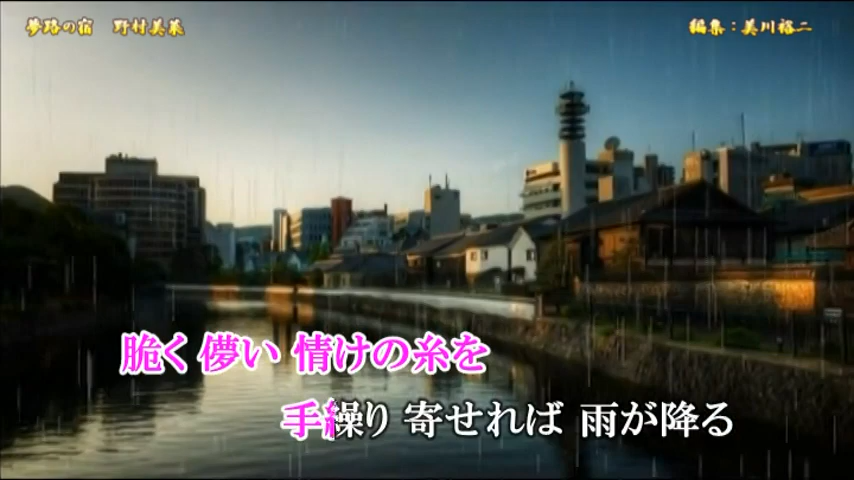 夢路の宿　野村美菜
編集：美川裕二
脆く 儚い 情けの糸を
手繰り 寄せれば 雨が降る